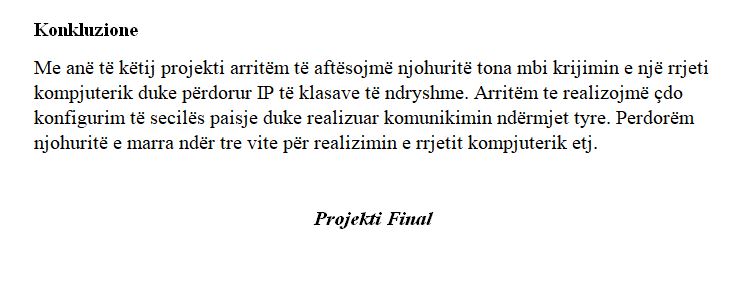 Konkluzione
Me anë të këtij projekti arritëm të aftësojmë njohuritë tona mbi krijimin e një rrjeti
kompjuterik duke përdorur IP të klasave të ndryshme. Arritëm te realizojmë çdo
konfigurim të secilës paisje duke realizuar komunikimin ndërmjet tyre. Perdorëm
njohuritë e marra ndër tre vite për realizimin e rrjetit kompjuterik etj.
Projekti Final